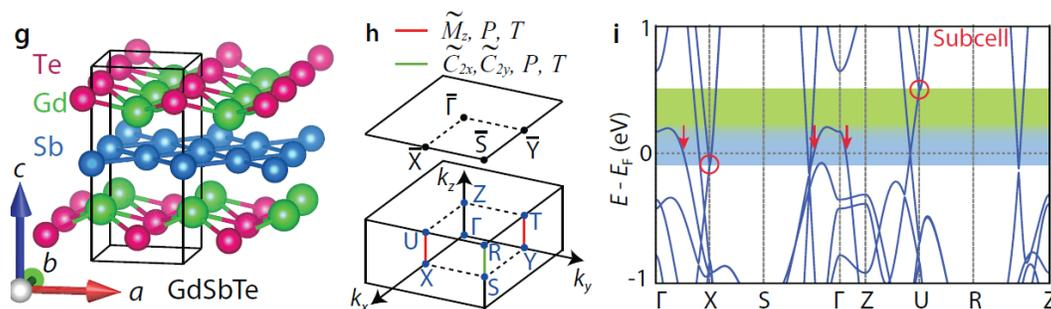 g
Te
Gd
Sb
c
b
a
GdSbTe
h
M̃z, P, T
C̃2x, C̃2y, P, T
Γ̅
S̅
X̅
Y̅
kz
Z
T
U
Γ
R
X
Y
S
kx
ky
i
Subcell
E - EF (eV)
1
0
-1
Γ X S Γ Z U R Z